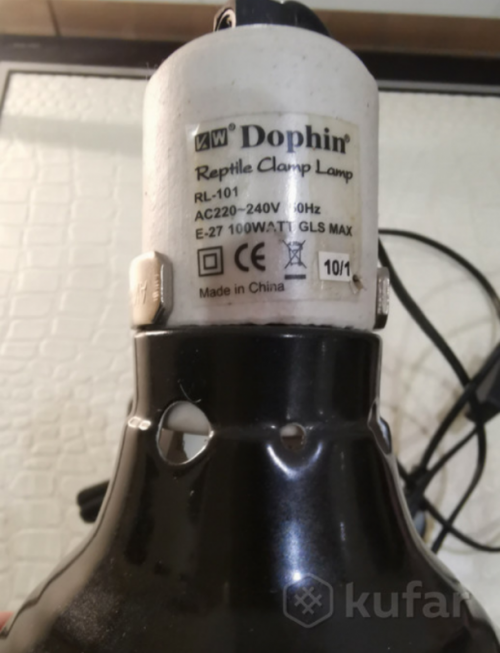 KW® Dophin®
Reptile Clamp Lamp
RL-101
AC220~240V 50Hz
E-27 100WATT GLS MAX
CE
10/1
Made in China
kufar